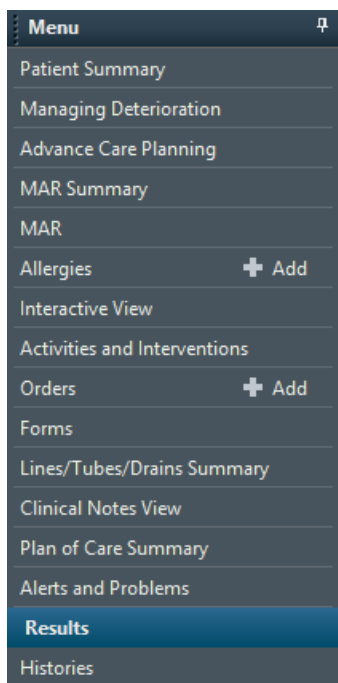 Menu
Patient Summary
Managing Deterioration
Advance Care Planning
MAR Summary
MAR
Allergies Add
Interactive View
Activities and Interventions
Orders Add
Forms
Lines/Tubes/Drains Summary
Clinical Notes View
Plan of Care Summary
Alerts and Problems
Results
Histories